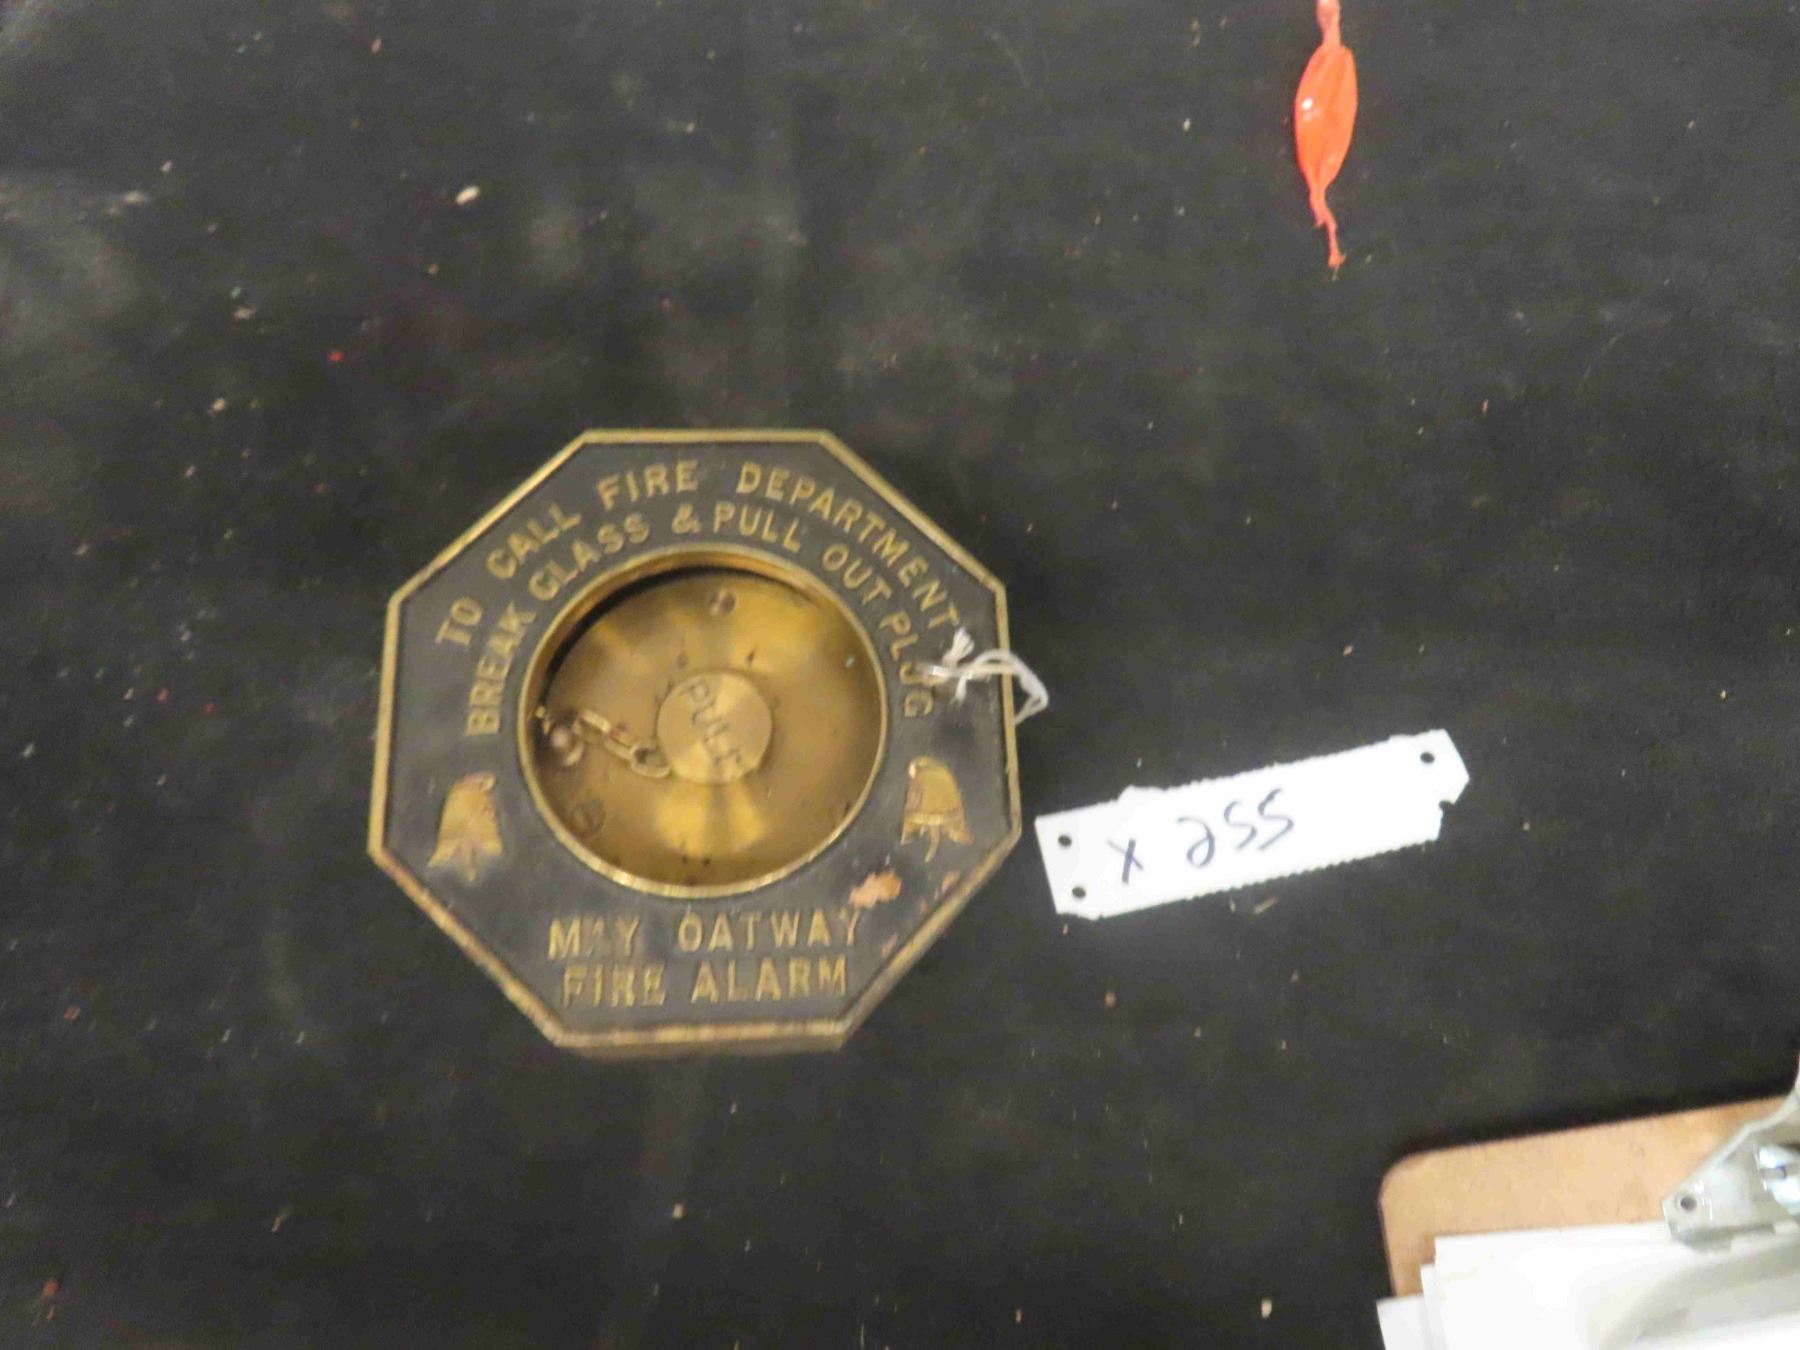 TO CALL FIRE DEPARTMENT
BREAK GLASS & PULL OUT PLUG
PULL
MAY OATWAY
FIRE ALARM
X 255